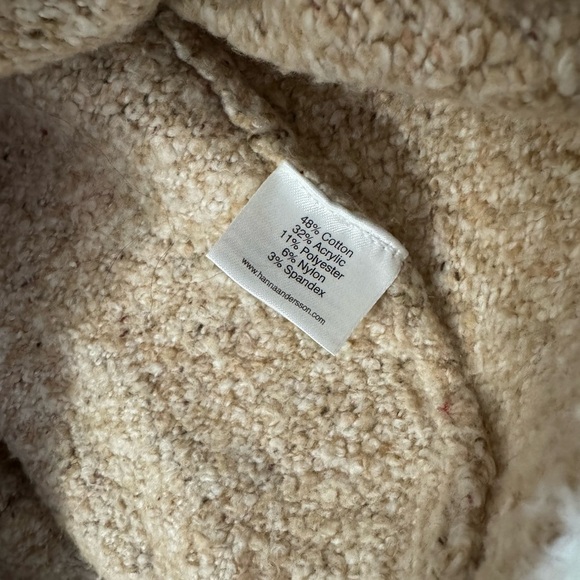 48% Cotton
32% Acrylic
11% Polyester
6% Nylon
3% Spandex
www.hannaandersson.com